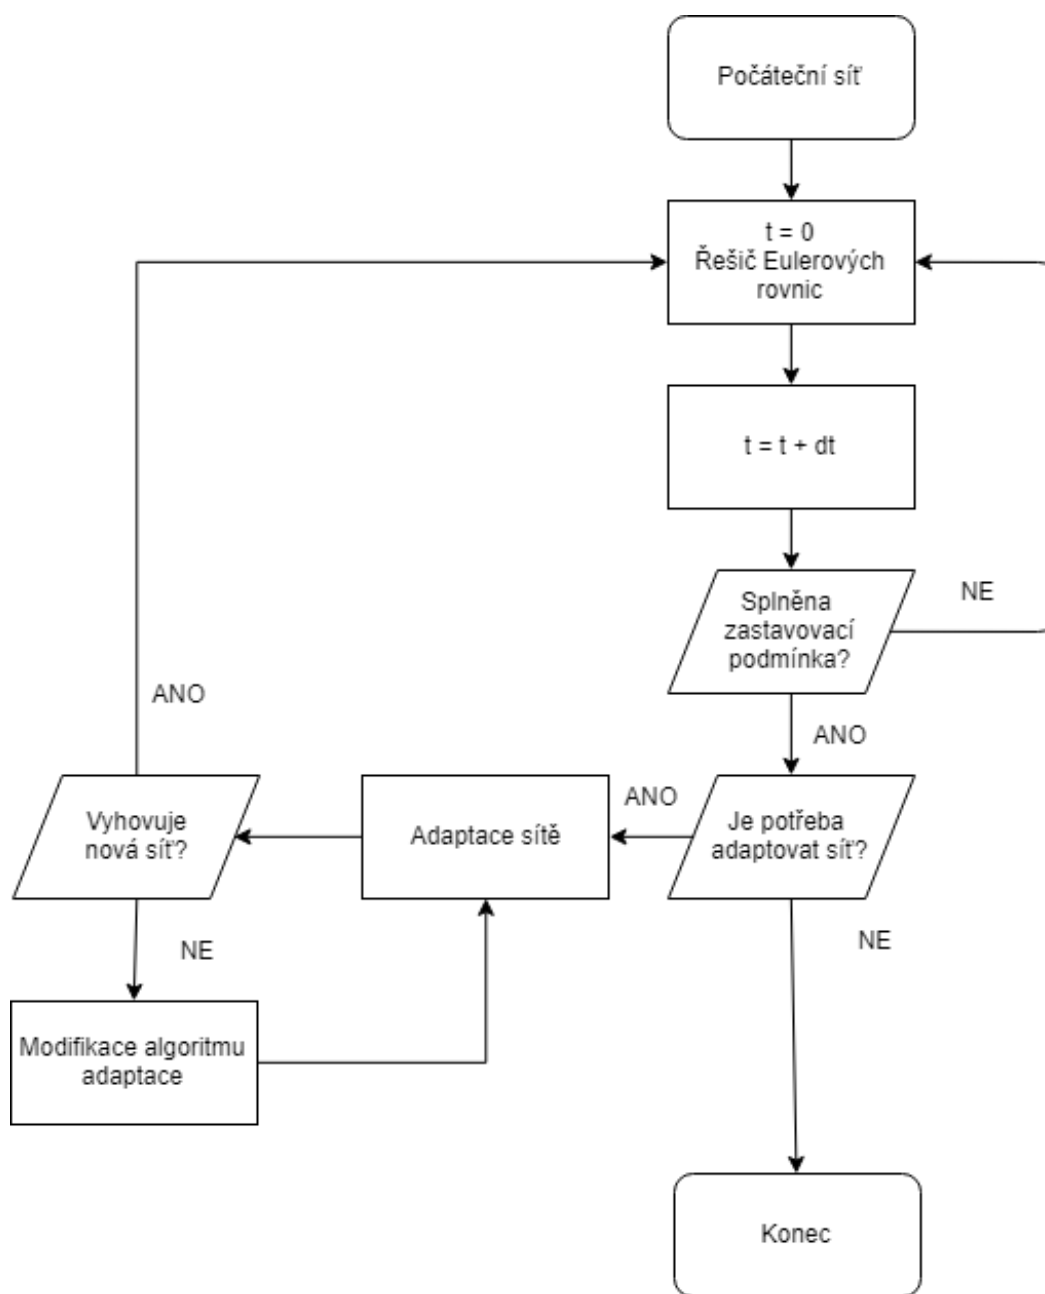 Počáteční síť
t = 0
Řešič Eulerových
rovnic
t = t + dt
Splněna
zastavovací
podmínka?
NE
ANO
ANO
Je potřeba
adaptovat síť?
ANO
Adaptace sítě
Vyhovuje
nová síť?
NE
NE
Modifikace algoritmu
adaptace
Konec